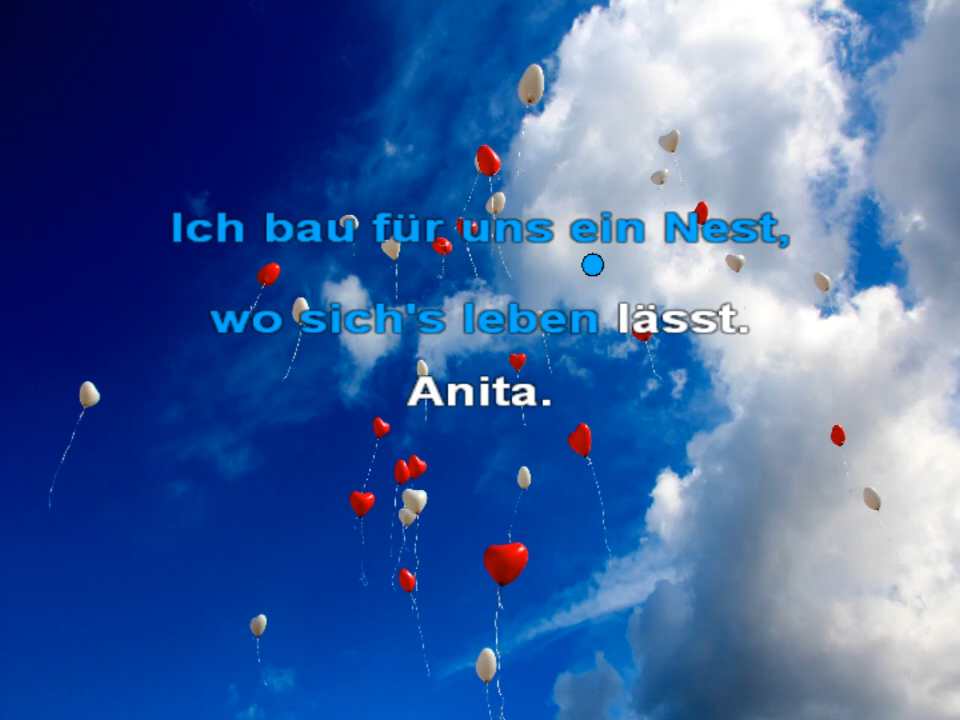 Ich bau für uns ein Nest,
wo sich's leben lässt.
Anita.